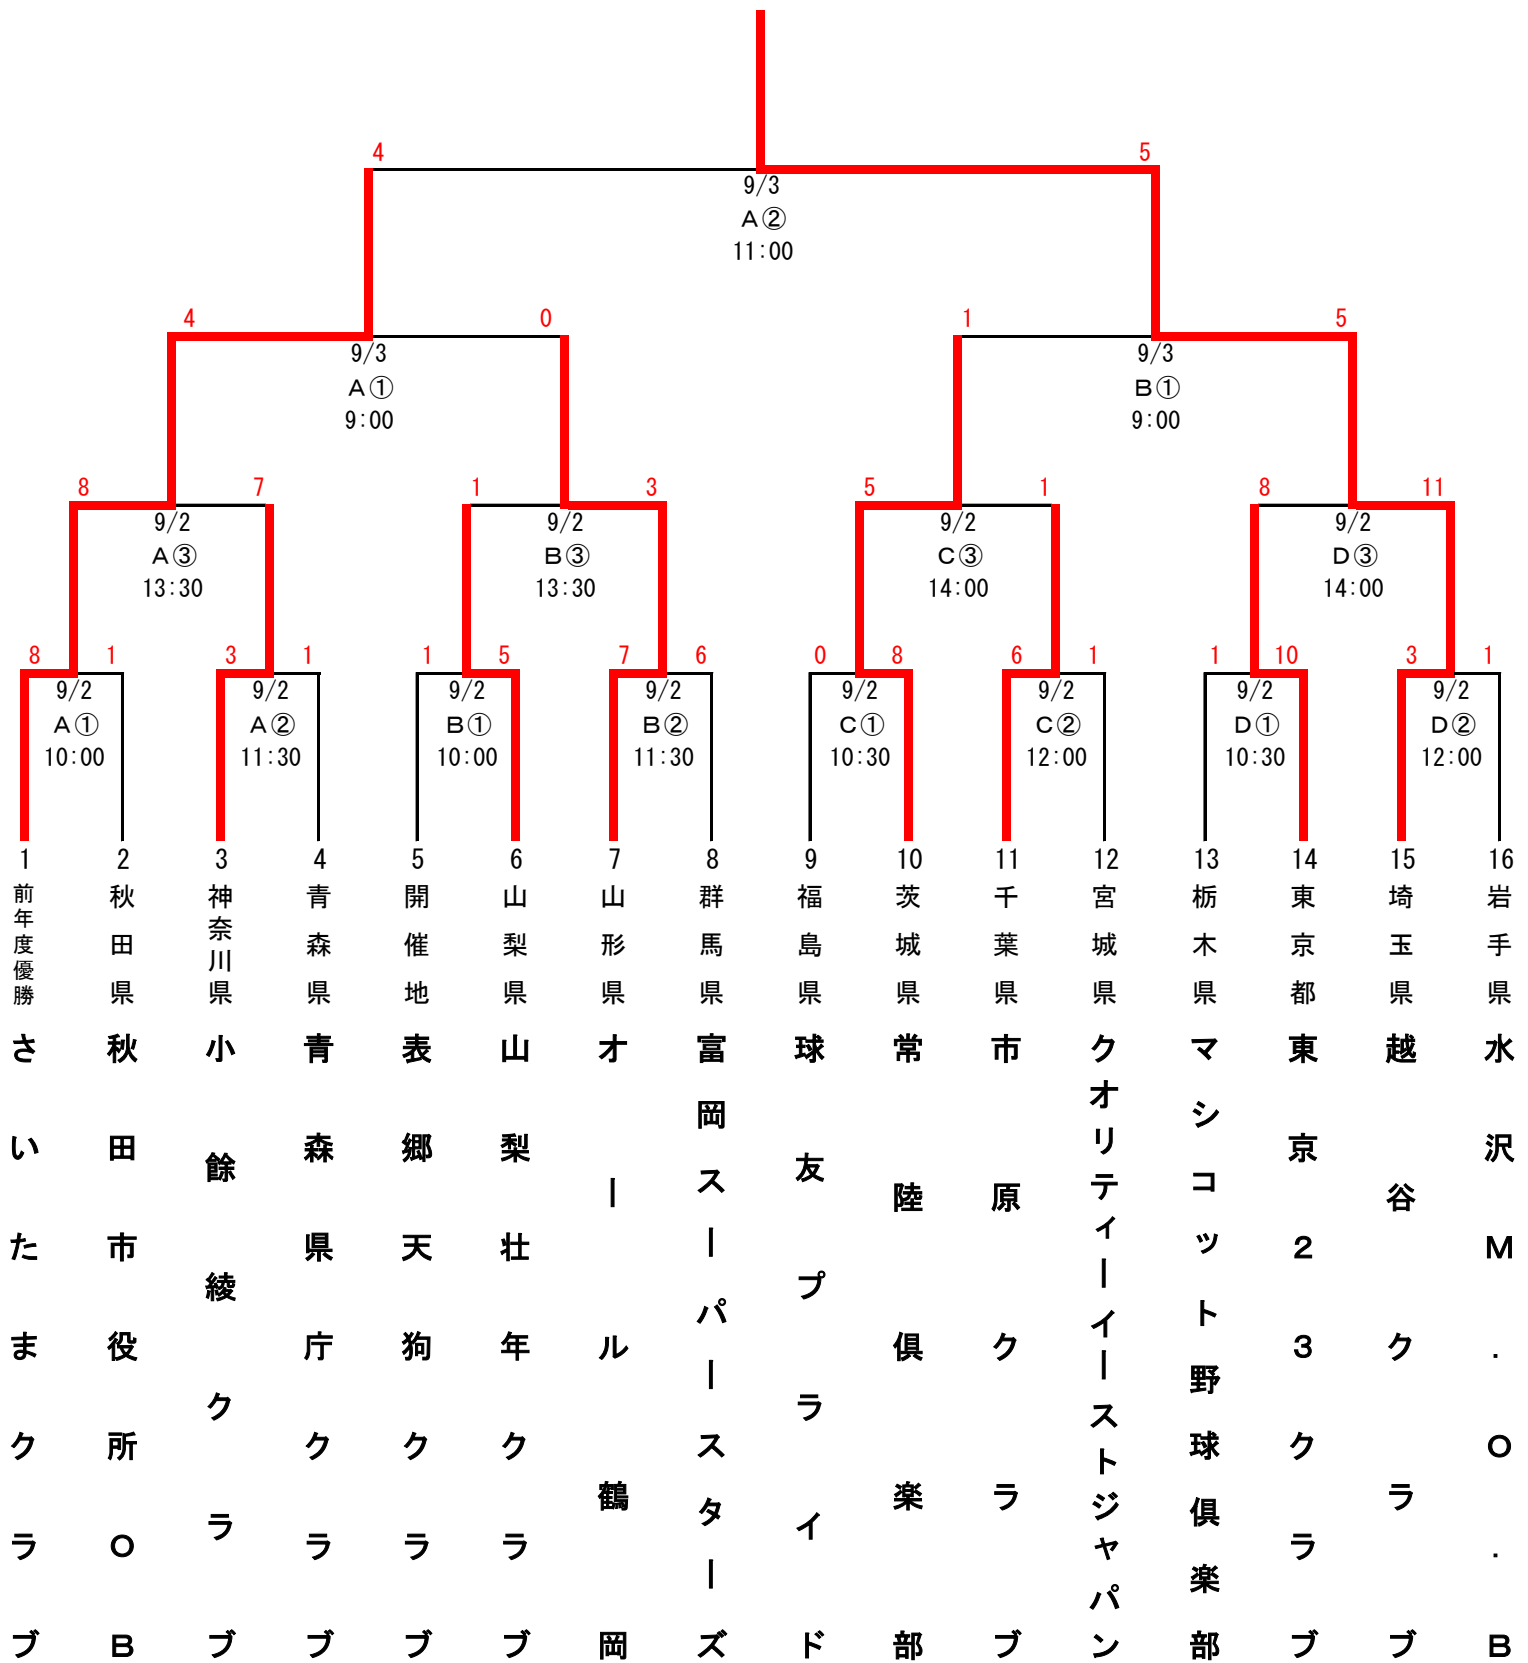 4 5
9/3
A②
11:00
4 0 1 5
9/3 9/3
A① B①
9:00 9:00
8 7 1 3 5 1 8 11
9/2 9/2 9/2 9/2
A③ B③ C③ D③
13:30 13:30 14:00 14:00
8 1 3 1 1 5 7 6 0 8 6 1 1 10 3 1
9/2 9/2 9/2 9/2 9/2 9/2 9/2 9/2
A① A② B① B② C① C② D① D②
10:00 11:30 10:00 11:30 10:30 12:00 10:30 12:00
1 2 3 4 5 6 7 8 9 10 11 12 13 14 15 16
前年度優勝
秋田県
神奈川県
青森県
開催地
山梨県
山形県
群馬県
福島県
茨城県
千葉県
宮城県
栃木県
東京都
埼玉県
岩手県
さいたまクラブ
秋田市役所OB
小餘綾クラブ
青森県庁クラブ
表郷天狗クラブ
山梨壮年クラブ
オール鶴岡
富岡スーパースターズ
球友プライド
常陸倶楽部
市原クラブ
クオリティーイーストジャパン
マシコット野球倶楽部
東京23クラブ
越谷クラブ
水沢M.O.B